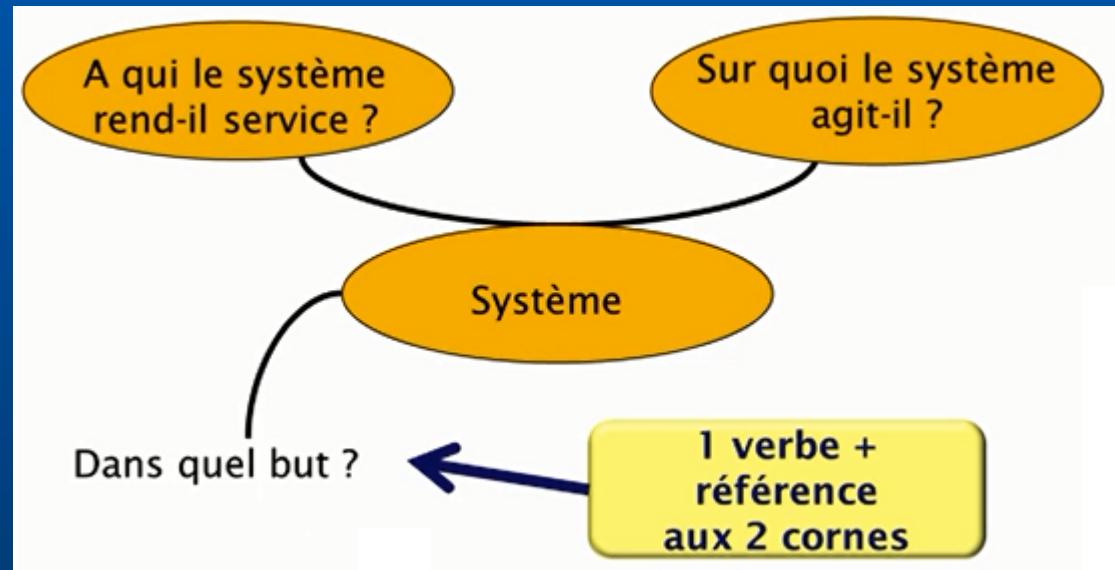 A qui le système
rend-il service ?
Sur quoi le système
agit-il ?
Système
Dans quel but ?
1 verbe +
référence
aux 2 cornes